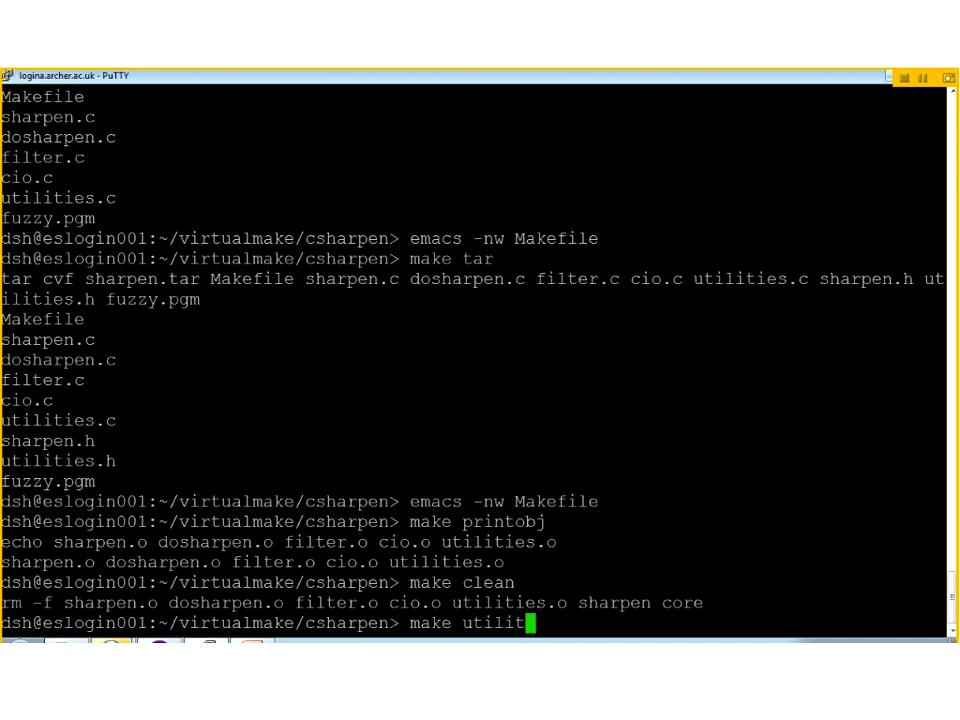 logina.archer.ac.uk - PuTTY
Makefile
sharpen.c
dosharpen.c
filter.c
cio.c
utilities.c
fuzzy.pgm
dsh@eslogin001:~/virtualmake/csharpen> emacs -nw Makefile
dsh@eslogin001:~/virtualmake/csharpen> make tar
tar cvf sharpen.tar Makefile sharpen.c dosharpen.c filter.c cio.c utilities.c sharpen.h ut
ilities.h fuzzy.pgm
Makefile
sharpen.c
dosharpen.c
filter.c
cio.c
utilities.c
sharpen.h
utilities.h
fuzzy.pgm
dsh@eslogin001:~/virtualmake/csharpen> emacs -nw Makefile
dsh@eslogin001:~/virtualmake/csharpen> make printobj
echo sharpen.o dosharpen.o filter.o cio.o utilities.o
sharpen.o dosharpen.o filter.o cio.o utilities.o
dsh@eslogin001:~/virtualmake/csharpen> make clean
rm -f sharpen.o dosharpen.o filter.o cio.o utilities.o sharpen core
dsh@eslogin001:~/virtualmake/csharpen> make utilit